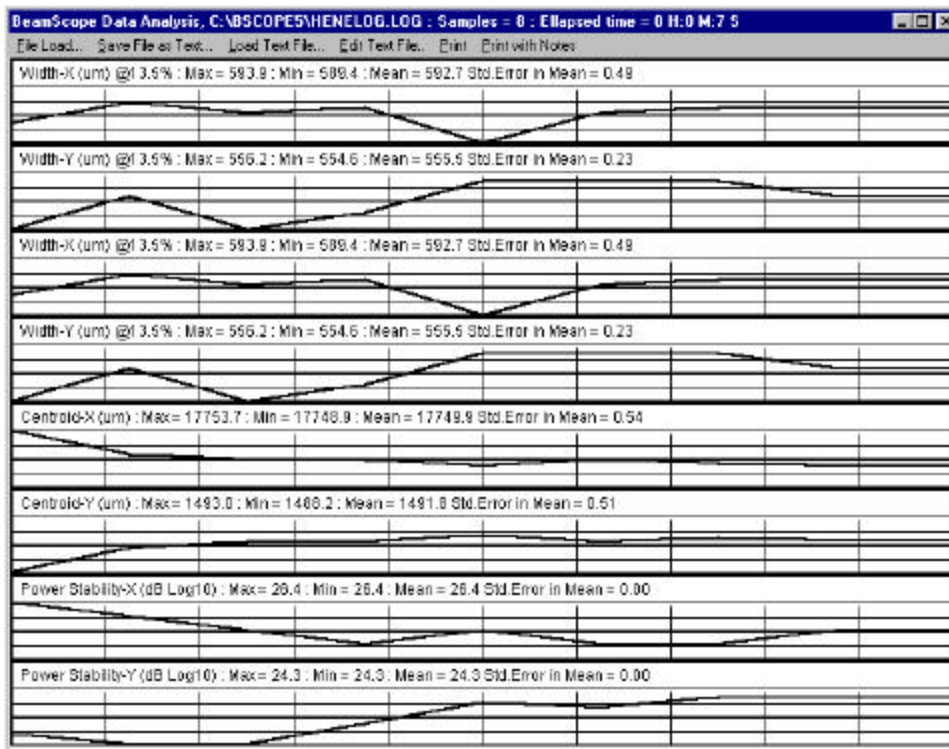 BeamScope Data Analysis, C:\BSCOPE5\HENELOG.LOG : Samples = 8 : Ellapsed time = 0 H:0 M:7 S
File Load... Save File as Text... Load Text File... Edit Text File.. Print Print with Notes
Width-X (um) @13.5% : Max = 593.9 : Min = 589.4 : Mean = 592.7 Std.Error in Mean = 0.49
Width-Y (um) @13.5% : Max = 556.2 : Min = 554.6 : Mean = 555.5 Std.Error in Mean = 0.23
Width-X (um) @13.5% : Max = 593.9 : Min = 589.4 : Mean = 592.7 Std.Error in Mean = 0.49
Width-Y (um) @13.5% : Max = 556.2 : Min = 554.6 : Mean = 555.5 Std.Error in Mean = 0.23
Centroid-X (um) : Max = 17753.7 : Min = 17748.9 : Mean = 17749.9 Std.Error in Mean = 0.54
Centroid-Y (um) : Max = 1493.0 : Min = 1488.2 : Mean = 1491.8 Std.Error in Mean = 0.51
Power Stability-X (dB Log10) : Max = 26.4 : Min = 26.4 : Mean = 26.4 Std.Error in Mean = 0.00
Power Stability-Y (dB Log10) : Max = 24.3 : Min = 24.3 : Mean = 24.3 Std.Error in Mean = 0.00